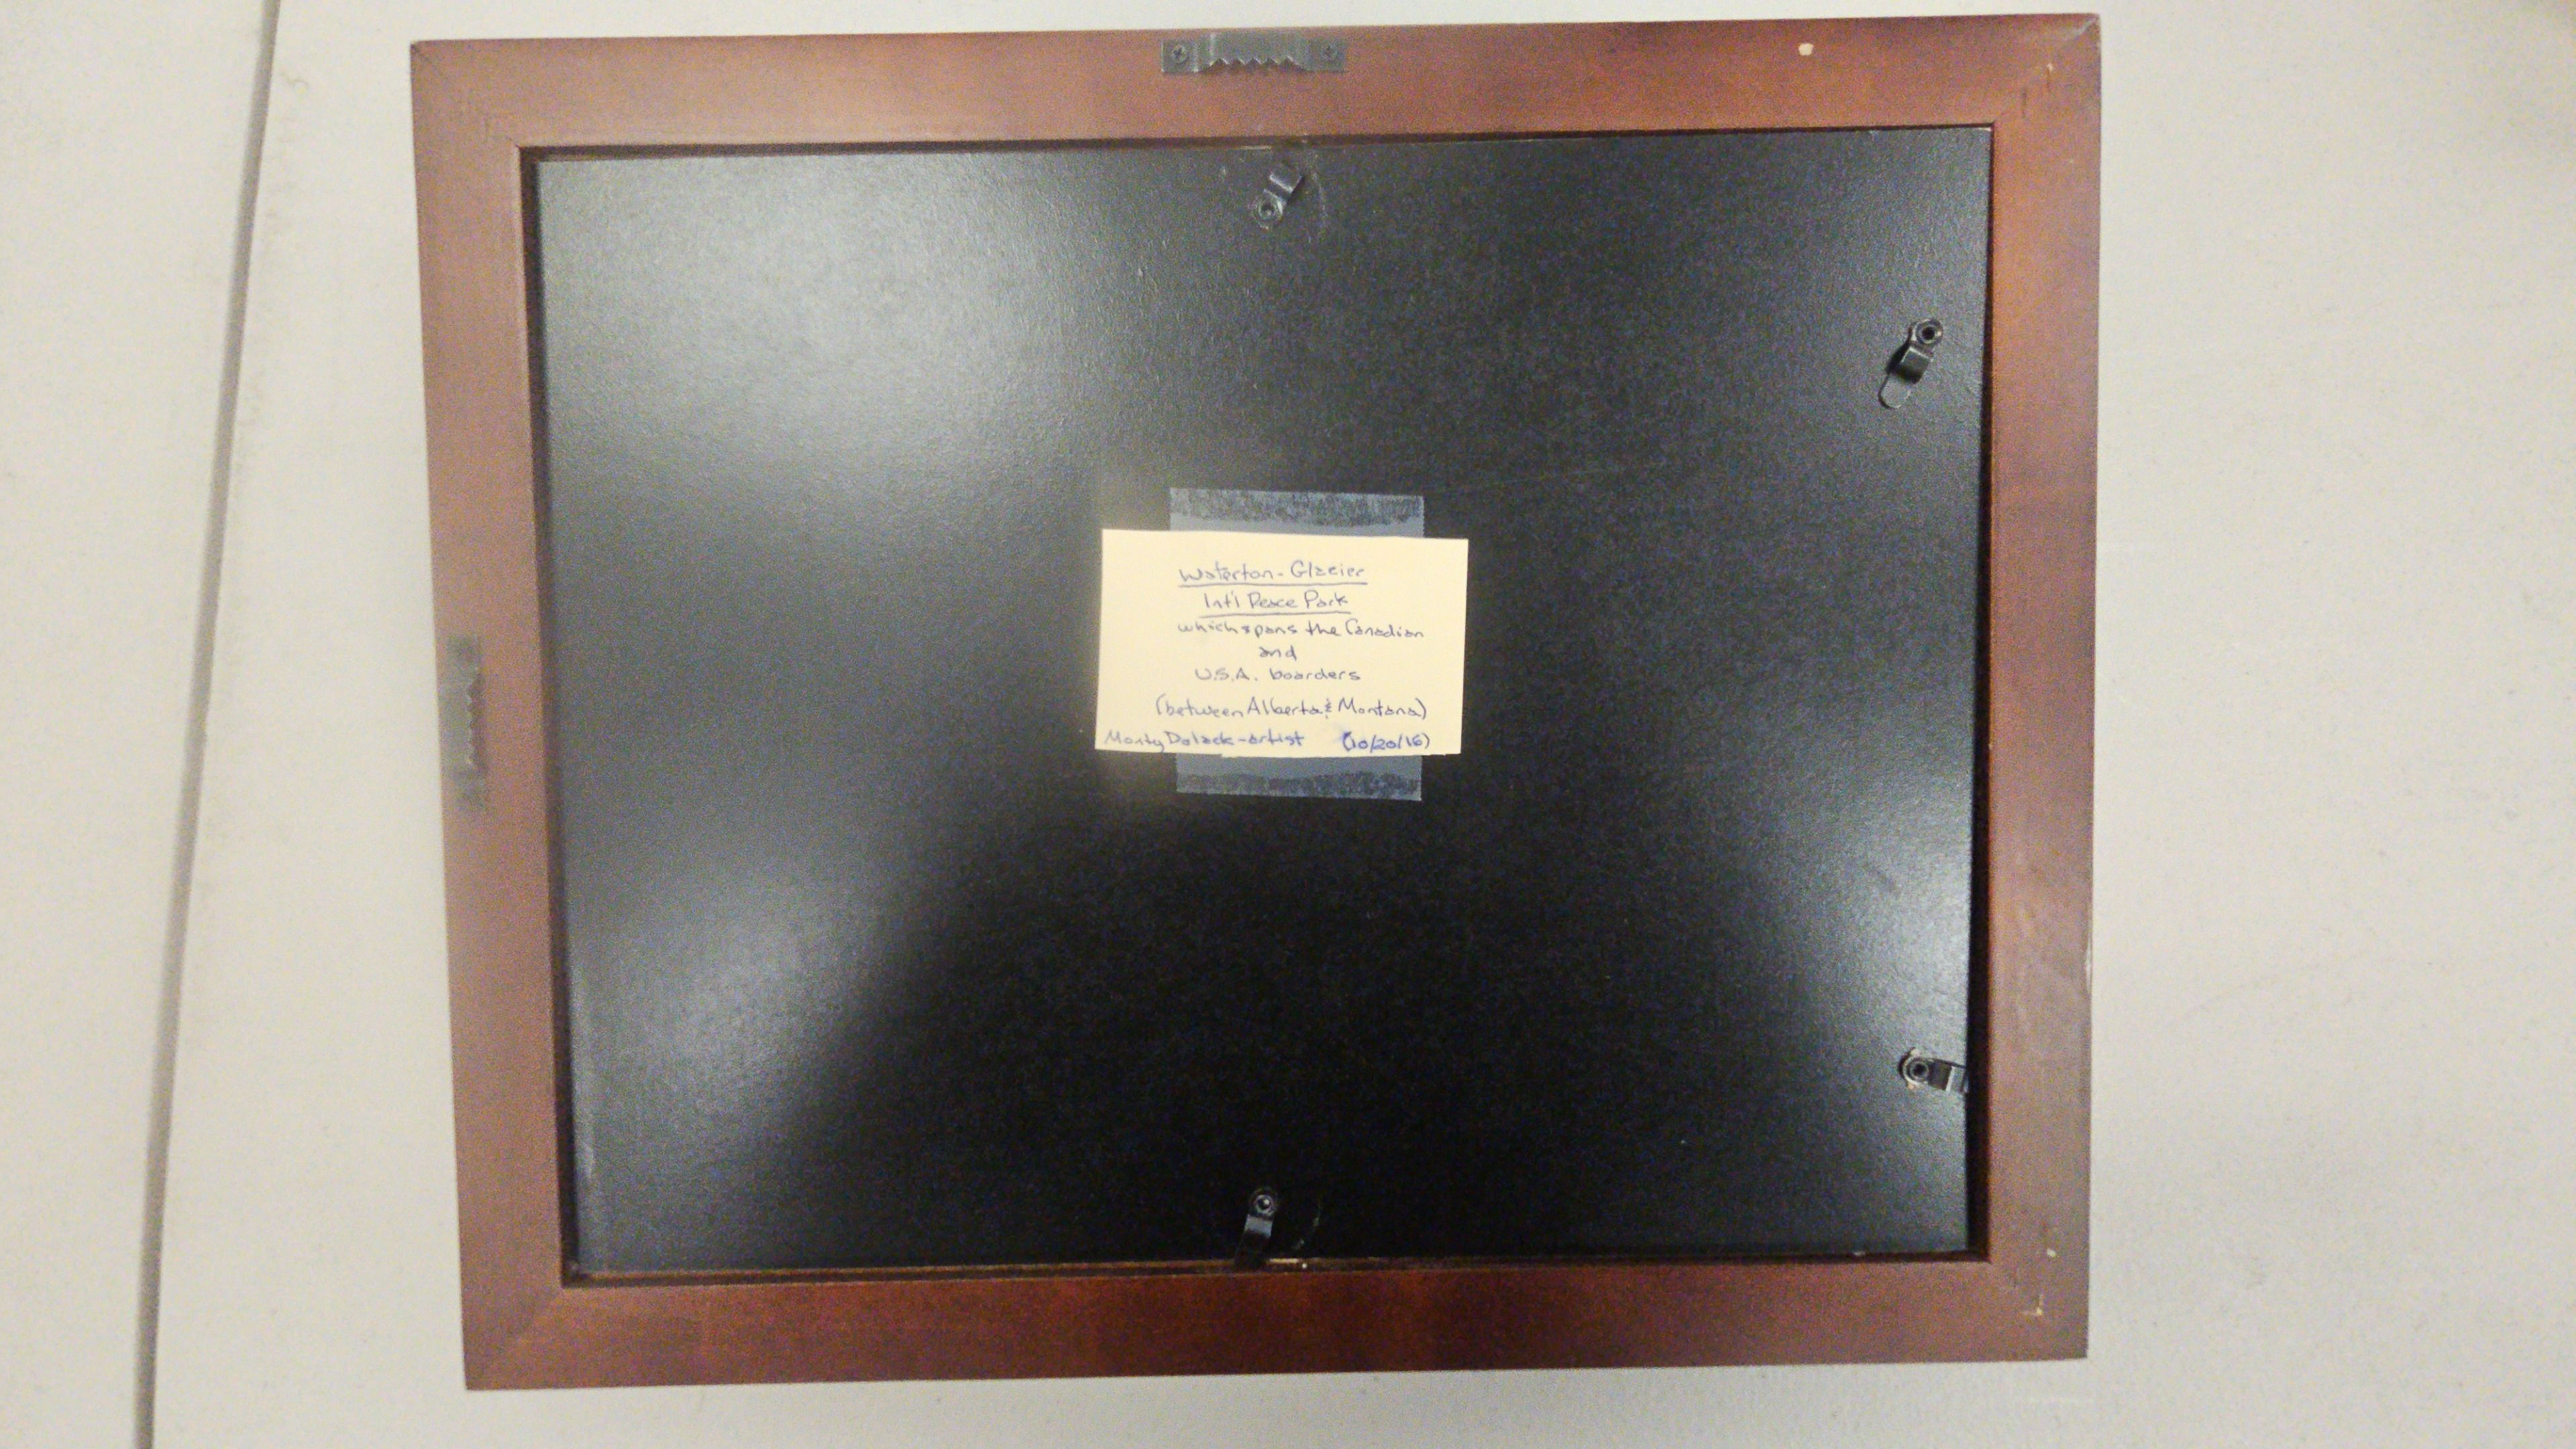 Waterton-Glacier
Int'l Peace Park
which spans the Canadian
and
U.S.A. boarders
(between Alberta & Montana)
Monty Dolack-artist (10/20/16)